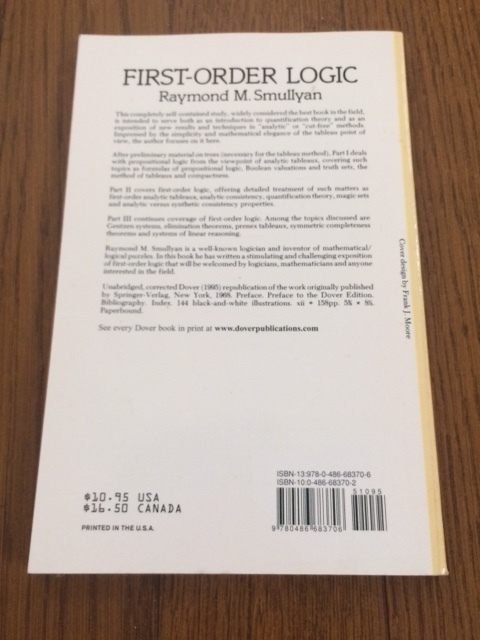 FIRST-ORDER LOGIC
Raymond M. Smullyan
This completely self-contained study, widely considered the best book in the field,
is intended to serve both as an introduction to quantification theory and as an
exposition of new results and techniques in "analytic" or "cut-free" methods.
Impressed by the simplicity and mathematical elegance of the tableau point of
view, the author focuses on it here.
After preliminary material on trees (necessary for the tableau method), Part I deals
with propositional logic from the viewpoint of analytic tableaux, covering such
topics as formulas of propositional logic, Boolean valuations and truth sets, the
method of tableaux and compactness.
Part II covers first-order logic, offering detailed treatment of such matters as
first-order analytic tableaux, analytic consistency, quantification theory, magic sets
and analytic versus synthetic consistency properties.
Part III continues coverage of first-order logic. Among the topics discussed are
Gentzen systems, elimination theorems, prenex tableaux, symmetric completeness
theorems and systems of linear reasoning.
Raymond M. Smullyan is a well-known logician and inventor of mathematical/
logical puzzles. In this book he has written a stimulating and challenging exposition
of first-order logic that will be welcomed by logicians, mathematicians and anyone
interested in the field.
Unabridged, corrected Dover (1995) republication of the work originally published
by Springer-Verlag, New York, 1968. Preface. Preface to the Dover Edition.
Bibliography. Index. 144 black-and-white illustrations. xii + 158pp. 5⅜ × 8½.
Paperbound.
See every Dover book in print at www.doverpublications.com
Cover design by Frank J. Moore
ISBN-13:978-0-486-68370-6
ISBN-10:0-486-68370-2
51095
9 780486 683706
$10.95 USA
$16.50 CANADA
PRINTED IN THE U.S.A.